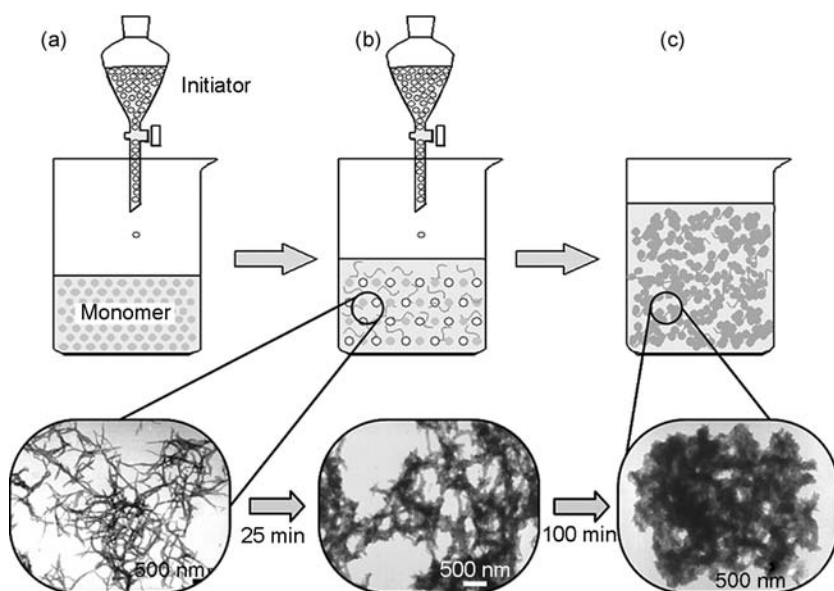 (a)
(b)
(c)
Initiator
Monomer
500 nm
25 min
500 nm
100 min
500 nm